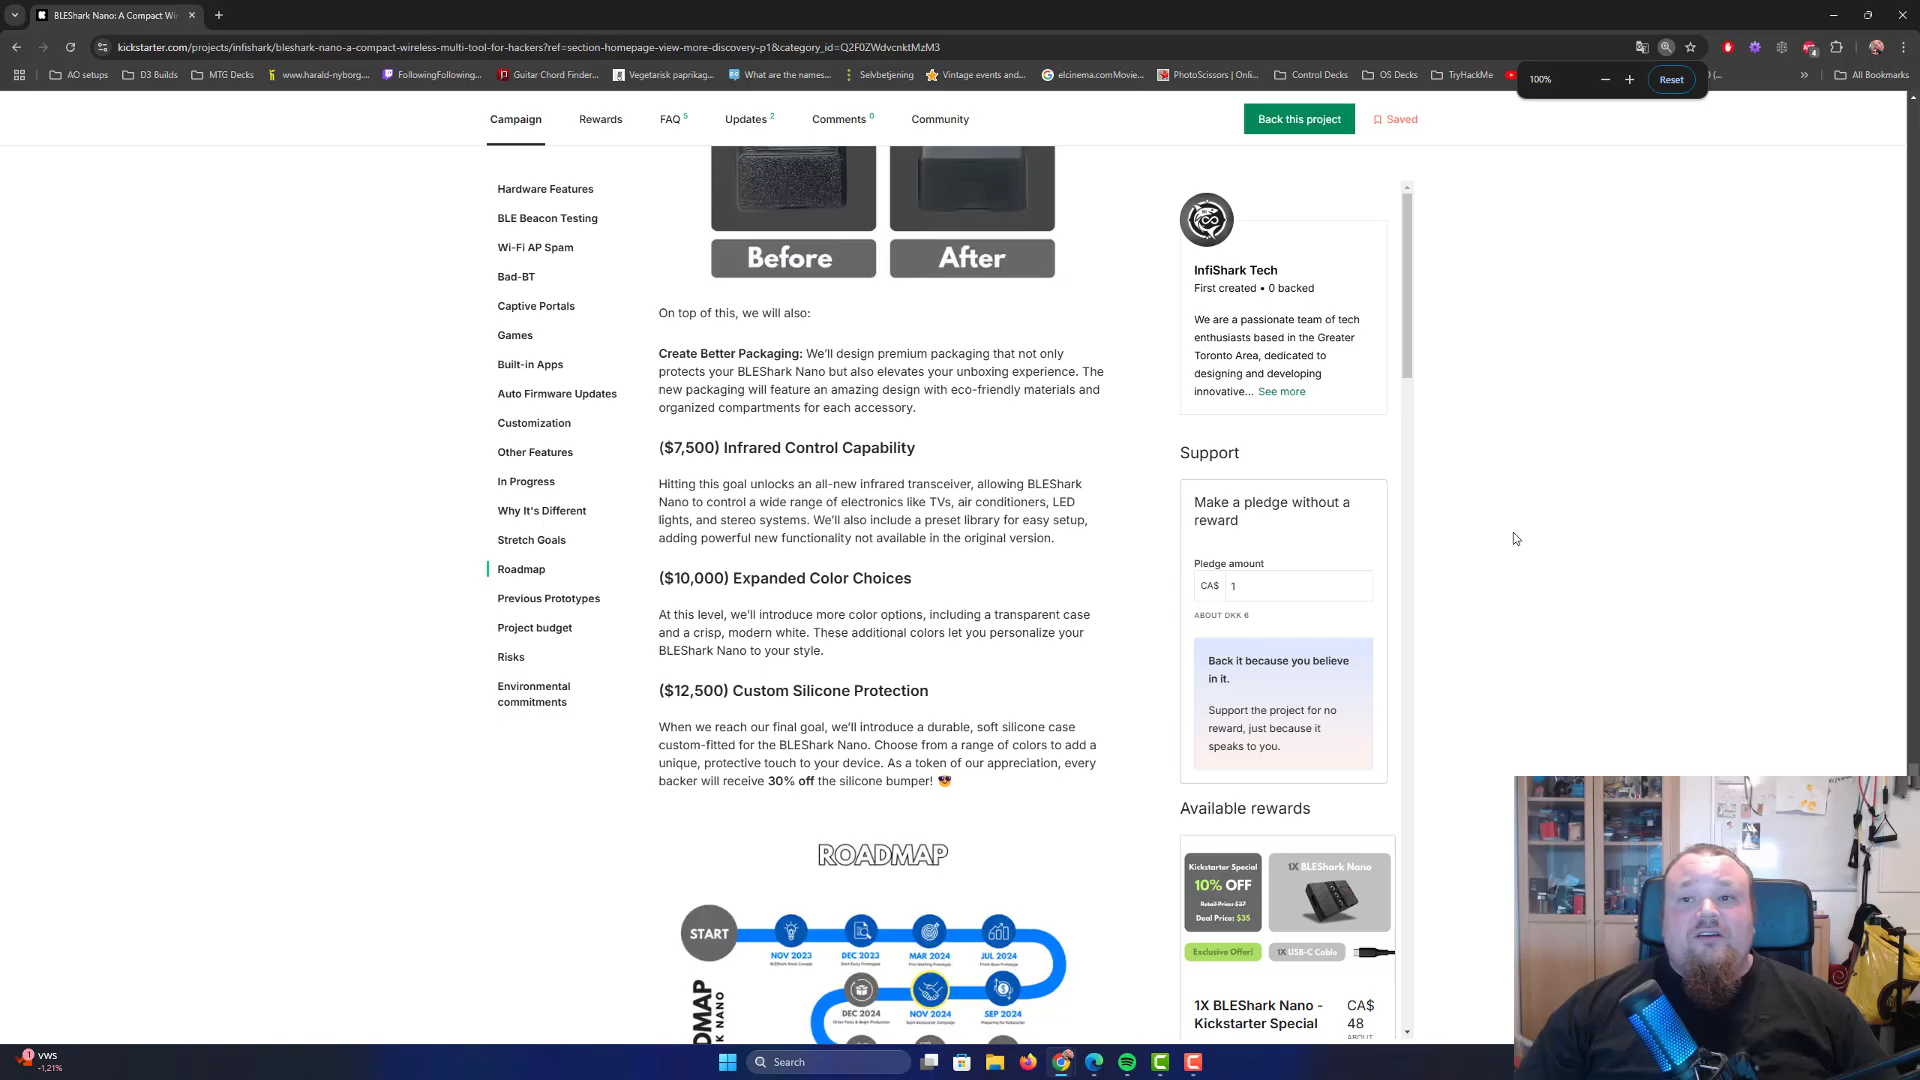 BLEShark Nano: A Compact Wir
kickstarter.com/projects/infishark/bleshark-nano-a-compact-wireless-multi-tool-for-hackers?ref=section-homepage-view-more-discovery-p1&category_id=Q2F0ZWdvcnktMzM3
4
AO setups
D3 Builds
MTG Decks
www.harald-nyborg....
FollowingFollowing...
Guitar Chord Finder...
Vegetarisk paprikag...
What are the names...
Selvbetjening
Vintage events and...
elcinema.comMovie...
PhotoScissors | Onli...
Control Decks
OS Decks
TryHackMe
All Bookmarks
100%
Reset
Campaign
Rewards
FAQ 5
Updates 2
Comments 0
Community
Back this project
Saved
Hardware Features
BLE Beacon Testing
Wi-Fi AP Spam
Bad-BT
Captive Portals
Games
Built-in Apps
Auto Firmware Updates
Customization
Other Features
In Progress
Why It's Different
Stretch Goals
Roadmap
Previous Prototypes
Project budget
Risks
Environmental
commitments
Before
After
On top of this, we will also:
Create Better Packaging: We'll design premium packaging that not only
protects your BLEShark Nano but also elevates your unboxing experience. The
new packaging will feature an amazing design with eco-friendly materials and
organized compartments for each accessory.
($7,500) Infrared Control Capability
Hitting this goal unlocks an all-new infrared transceiver, allowing BLEShark
Nano to control a wide range of electronics like TVs, air conditioners, LED
lights, and stereo systems. We'll also include a preset library for easy setup,
adding powerful new functionality not available in the original version.
($10,000) Expanded Color Choices
At this level, we'll introduce more color options, including a transparent case
and a crisp, modern white. These additional colors let you personalize your
BLEShark Nano to your style.
($12,500) Custom Silicone Protection
When we reach our final goal, we'll introduce a durable, soft silicone case
custom-fitted for the BLEShark Nano. Choose from a range of colors to add a
unique, protective touch to your device. As a token of our appreciation, every
backer will receive 30% off the silicone bumper! 😎
ROADMAP
START
NOV 2023
DEC 2023
MAR 2024
JUL 2024
DEC 2024
NOV 2024
SEP 2024
InfiShark Tech
First created • 0 backed
We are a passionate team of tech
enthusiasts based in the Greater
Toronto Area, dedicated to
designing and developing
innovative... See more
Support
Make a pledge without a
reward
Pledge amount
CA$ 1
ABOUT DKK 6
Back it because you believe
in it.
Support the project for no
reward, just because it
speaks to you.
Available rewards
Kickstarter Special
10% OFF
Retail Price: $37
Deal Price: $35
1X BLEShark Nano
Exclusive Offer!
1X USB-C Cable
1X BLEShark Nano -
Kickstarter Special
CA$
48
ABOUT
1
VWS
-1,21%
Search